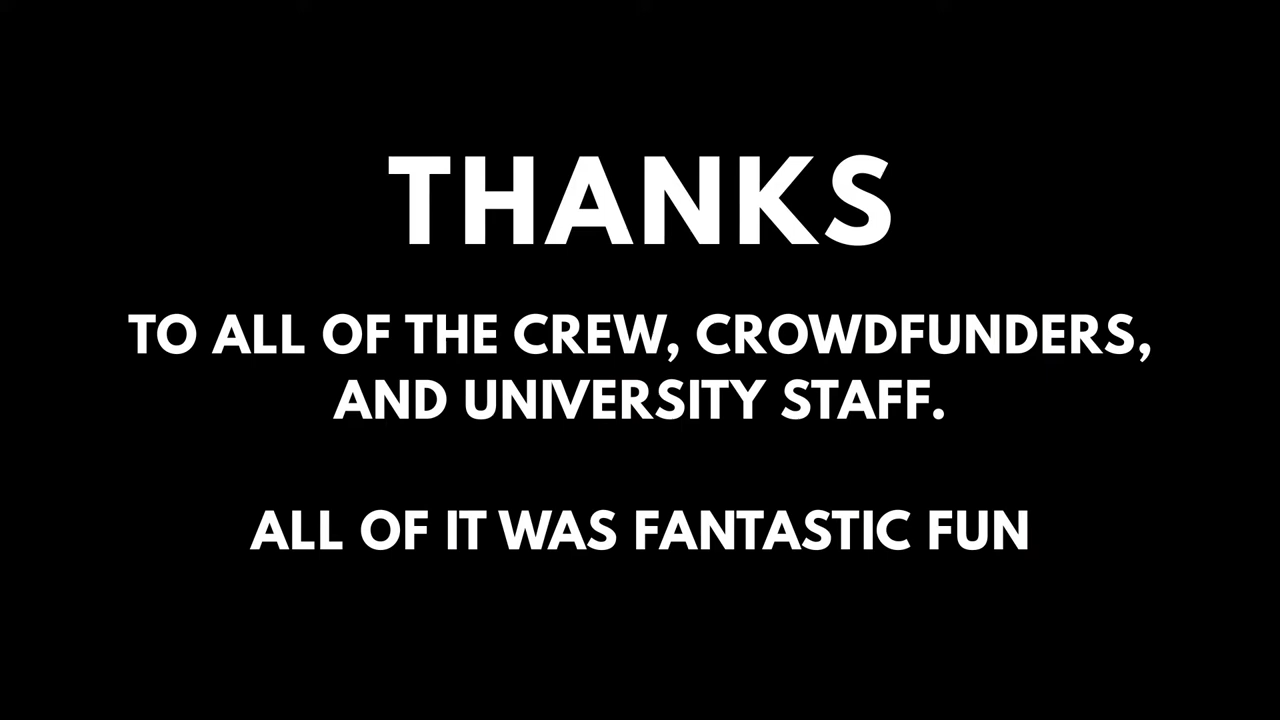 THANKS
TO ALL OF THE CREW, CROWDFUNDERS,
AND UNIVERSITY STAFF.
ALL OF IT WAS FANTASTIC FUN